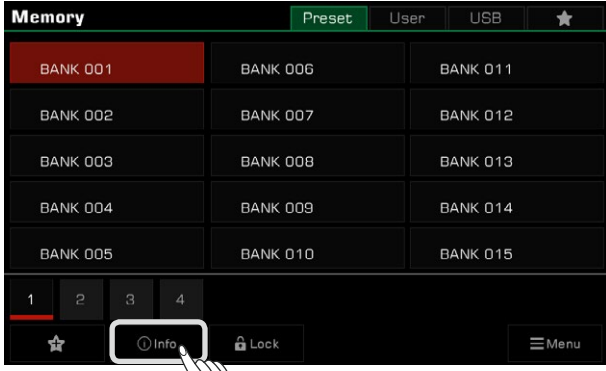 Memory Preset User USB
BANK 001 BANK 006 BANK 011
BANK 002 BANK 007 BANK 012
BANK 003 BANK 008 BANK 013
BANK 004 BANK 009 BANK 014
BANK 005 BANK 010 BANK 015
1 2 3 4
Info Lock Menu